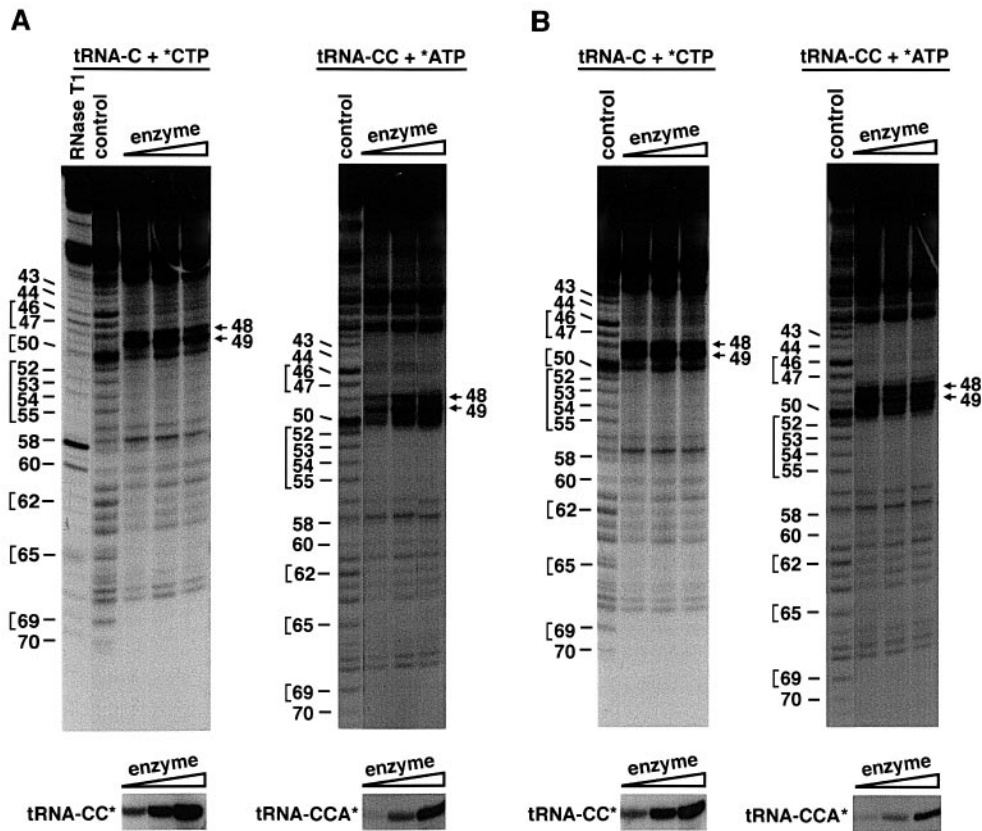 A
B
tRNA-C + *CTP
tRNA-CC + *ATP
tRNA-C + *CTP
tRNA-CC + *ATP
RNase T1
control
enzyme
control
enzyme
control
enzyme
control
enzyme
43
44
[46
47
[50
[52
53
54
55
58
60
[62
[65
[69
70
48
49
43
44
[46
47
50
[52
53
54
55
58
60
[62
[65
[69
70
48
49
43
44
[46
47
[50
[52
53
54
55
58
60
[62
[65
[69
70
48
49
43
44
[46
47
50
[52
53
54
55
58
60
[62
[65
[69
70
48
49
enzyme
tRNA-CC*
enzyme
tRNA-CCA*
enzyme
tRNA-CC*
enzyme
tRNA-CCA*